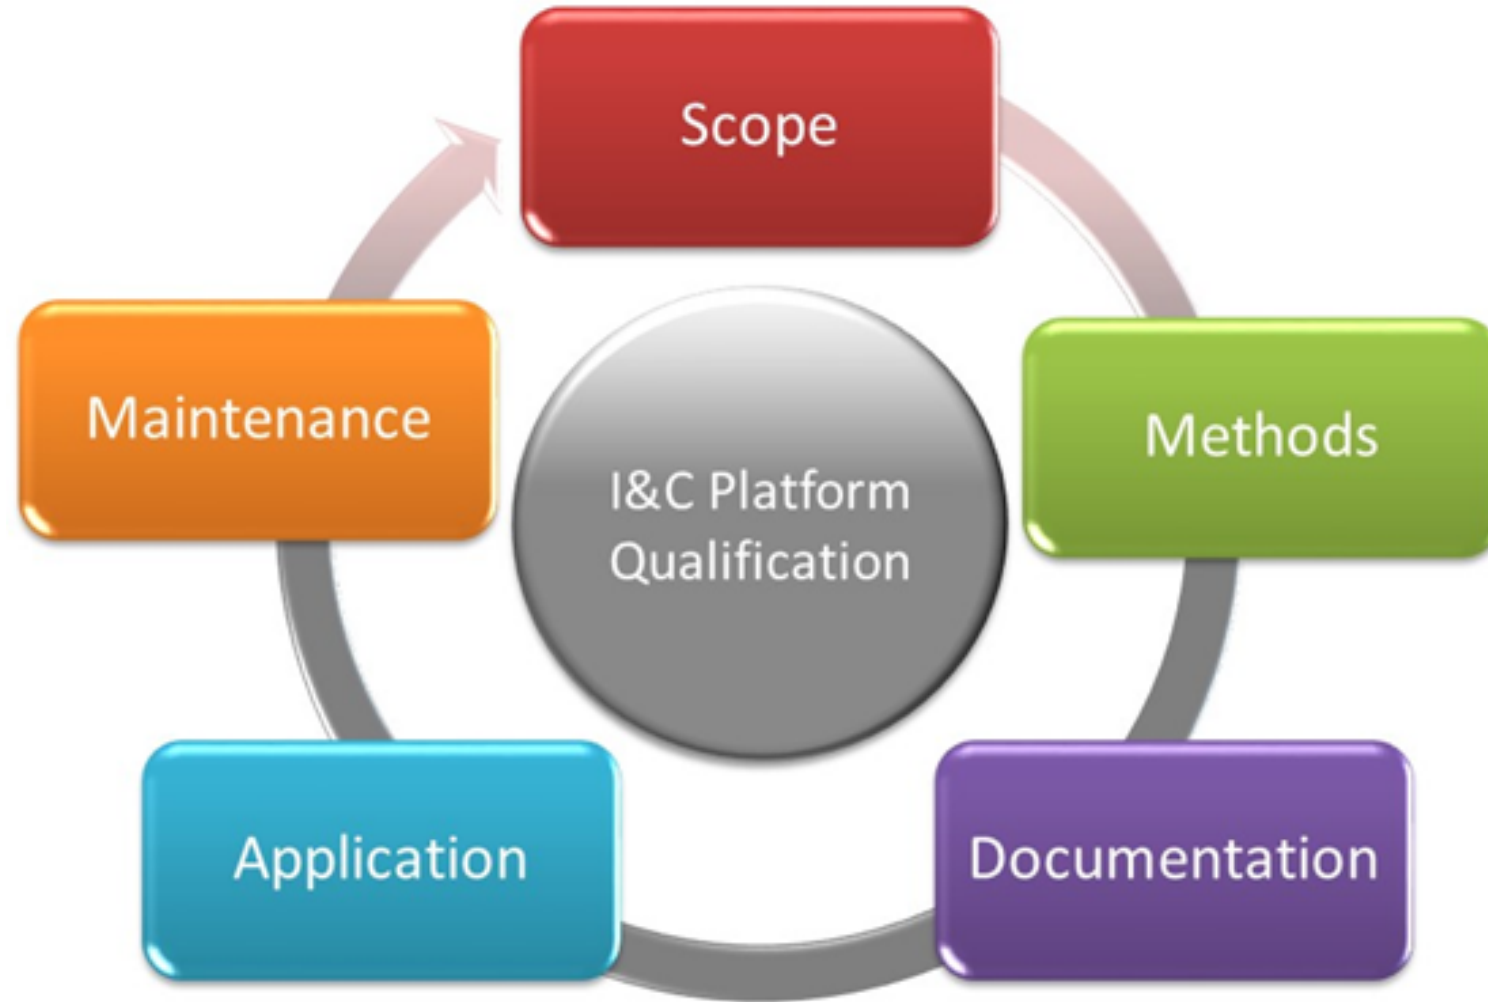 Scope
Methods
Documentation
Application
Maintenance
I&C Platform
Qualification